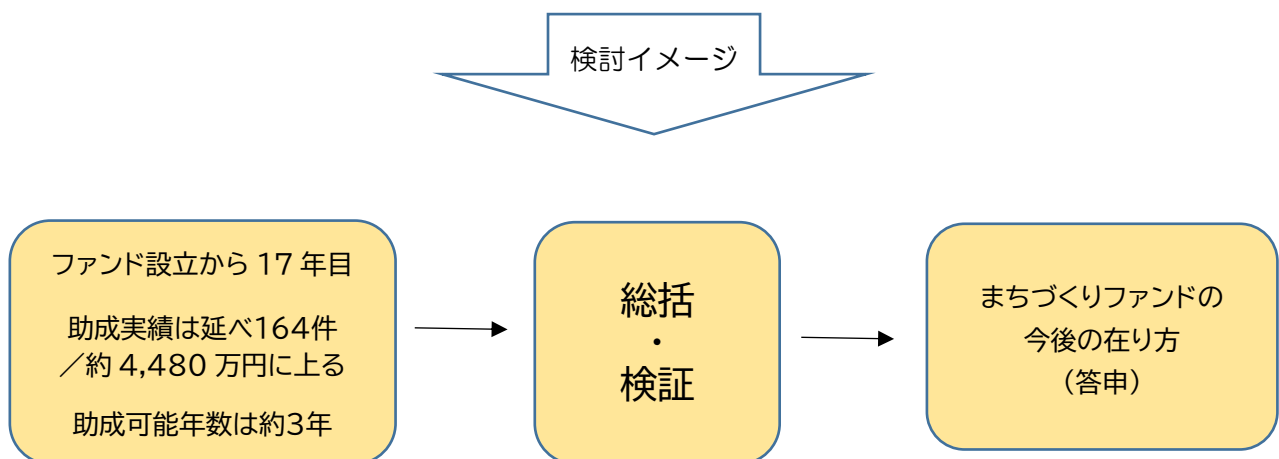 検討イメージ
ファンド設立から 17 年目
助成実績は延べ164件
／約 4,480 万円に上る
助成可能年数は約3年
総括
・
検証
まちづくりファンドの
今後の在り方
（答申）